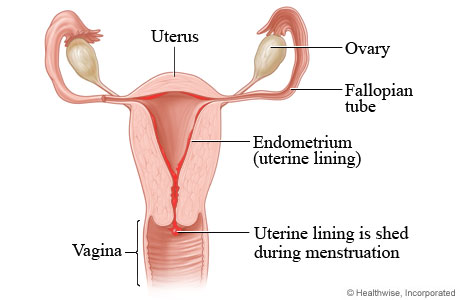 Uterus
Ovary
Fallopian
tube
Endometrium
(uterine lining)
Vagina
Uterine lining is shed
during menstruation
© Healthwise, Incorporated